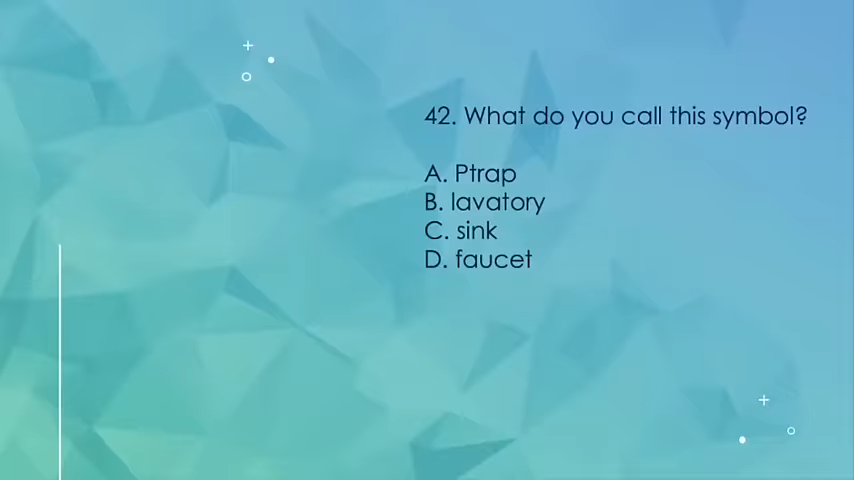 42. What do you call this symbol?
A. Ptrap
B. lavatory
C. sink
D. faucet